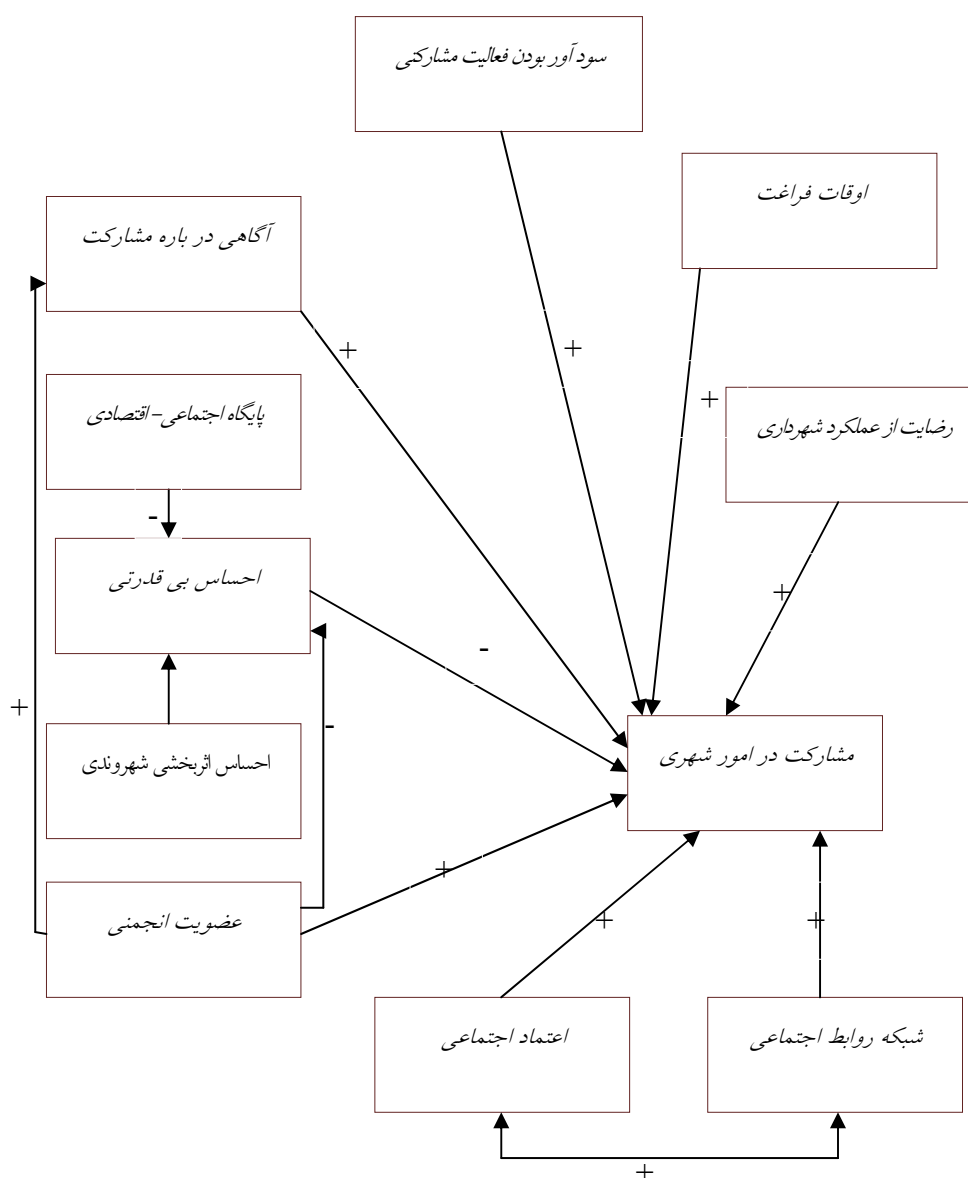 سود آور بودن فعالیت مشارکتی
اوقات فراغت
آگاهی در باره مشارکت
+
+
پایگاه اجتماعی-اقتصادی
+
رضایت از عملکرد شهرداری
-
احساس بی قدرتی
+
-
+
-
احساس اثربخشی شهروندی
مشارکت در امور شهری
+
عضویت انجمنی
+
+
اعتماد اجتماعی
شبکه روابط اجتماعی
+